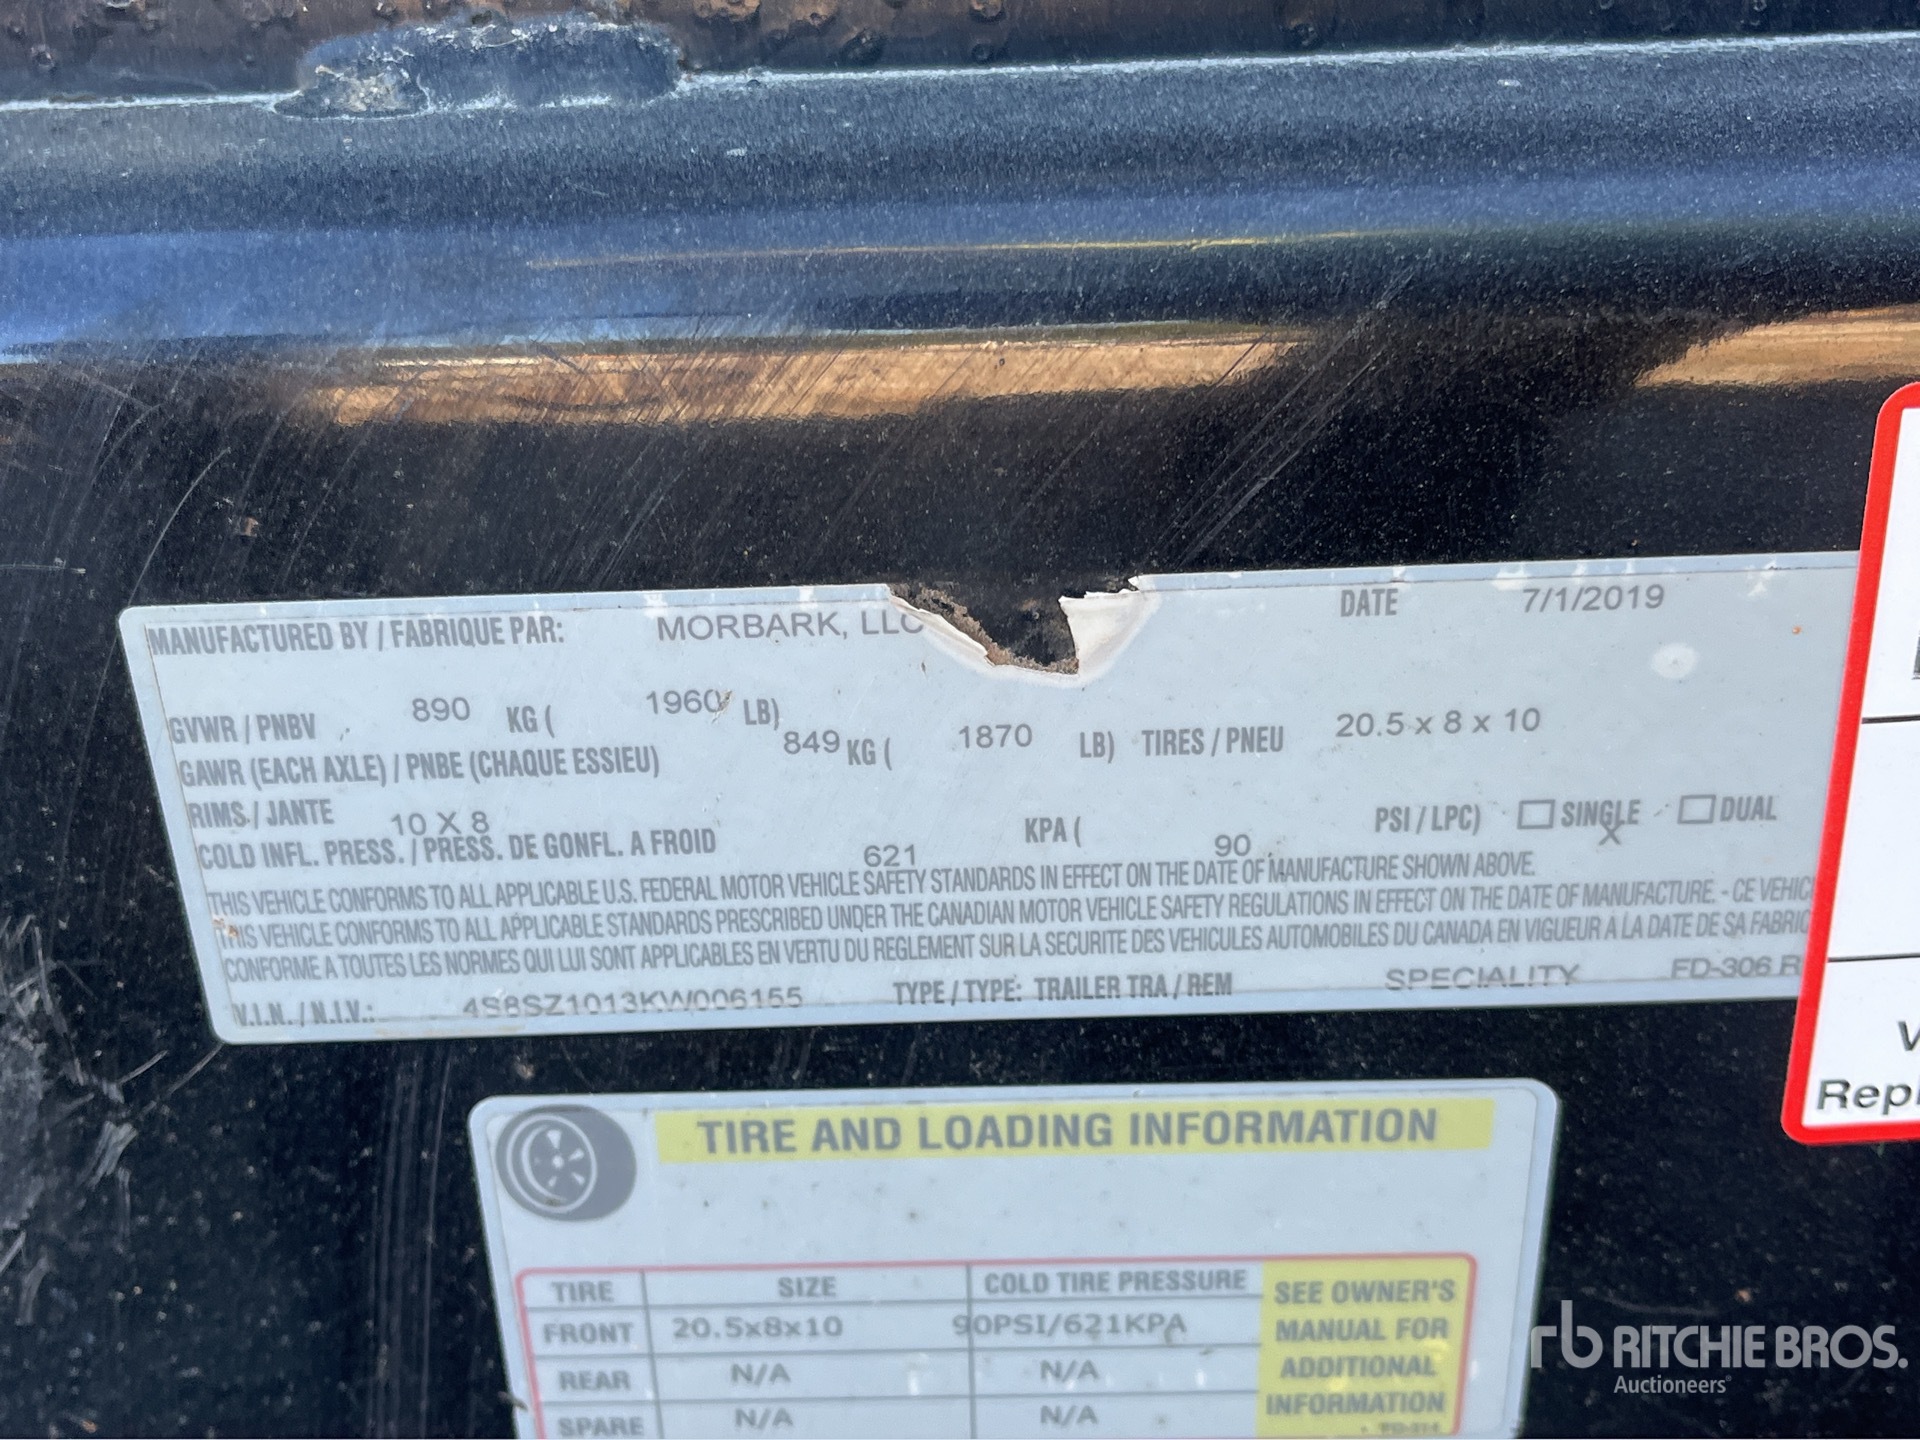 MANUFACTURED BY / FABRIQUE PAR: MORBARK, LLC DATE 7/1/2019
GVWR / PNBV 890 KG ( 1960 LB)
GAWR (EACH AXLE) / PNBE (CHAQUE ESSIEU) 849 KG ( 1870 LB) TIRES / PNEU 20.5 x 8 x 10
RIMS / JANTE 10 X 8
COLD INFL. PRESS. / PRESS. DE GONFL. A FROID 621 KPA ( 90 PSI / LPC) SINGLE X DUAL
THIS VEHICLE CONFORMS TO ALL APPLICABLE U.S. FEDERAL MOTOR VEHICLE SAFETY STANDARDS IN EFFECT ON THE DATE OF MANUFACTURE SHOWN ABOVE.
THIS VEHICLE CONFORMS TO ALL APPLICABLE STANDARDS PRESCRIBED UNDER THE CANADIAN MOTOR VEHICLE SAFETY REGULATIONS IN EFFECT ON THE DATE OF MANUFACTURE. - CE VEHIC
CONFORME A TOUTES LES NORMES QUI LUI SONT APPLICABLES EN VERTU DU REGLEMENT SUR LA SECURITE DES VEHICULES AUTOMOBILES DU CANADA EN VIGUEUR A LA DATE DE SA FABRIC
V.I.N. / N.I.V.: 4S8SZ1013KW006155 TYPE / TYPE: TRAILER TRA / REM SPECIALITY FD-306 R
V
Rep
TIRE AND LOADING INFORMATION
TIRE SIZE COLD TIRE PRESSURE
FRONT 20.5x8x10 90PSI/621KPA
REAR N/A N/A
SPARE N/A N/A
SEE OWNER'S
MANUAL FOR
ADDITIONAL
INFORMATION
rb RITCHIE BROS.
Auctioneers